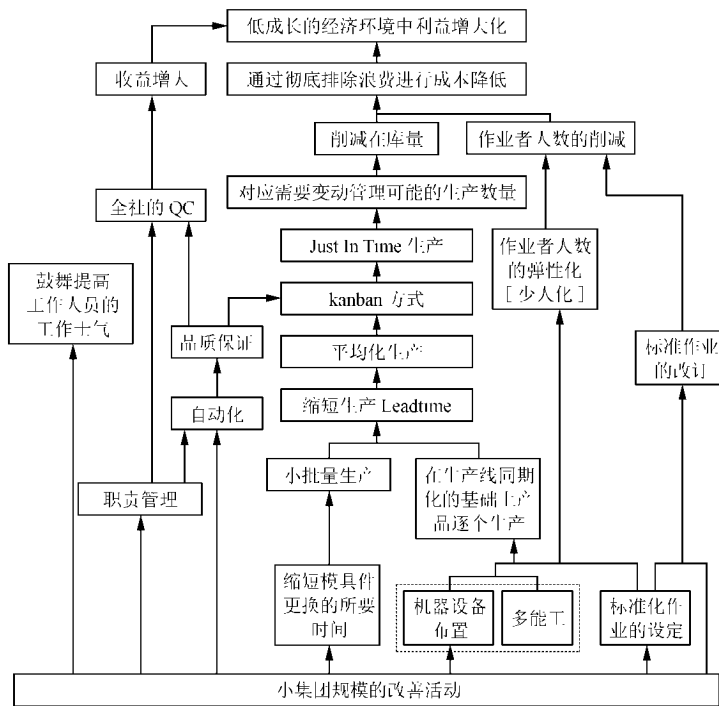 低成长的经济环境中利益增大化
收益增大
通过彻底排除浪费进行成本降低
削减在库量
作业者人数的削减
对应需要变动管理可能的生产数量
全社的 QC
Just In Time 生产
作业者人数
的弹性化
[ 少人化 ]
鼓舞提高
工作人员的
工作士气
kanban 方式
品质保证
平均化生产
标准作业
的改订
自动化
缩短生产 Leadtime
小批量生产
在生产线同期
化的基础上产
品逐个生产
职责管理
缩短模具件
更换的所要
时间
机器设备
布置
多能工
标准化作
业的设定
小集团规模的改善活动